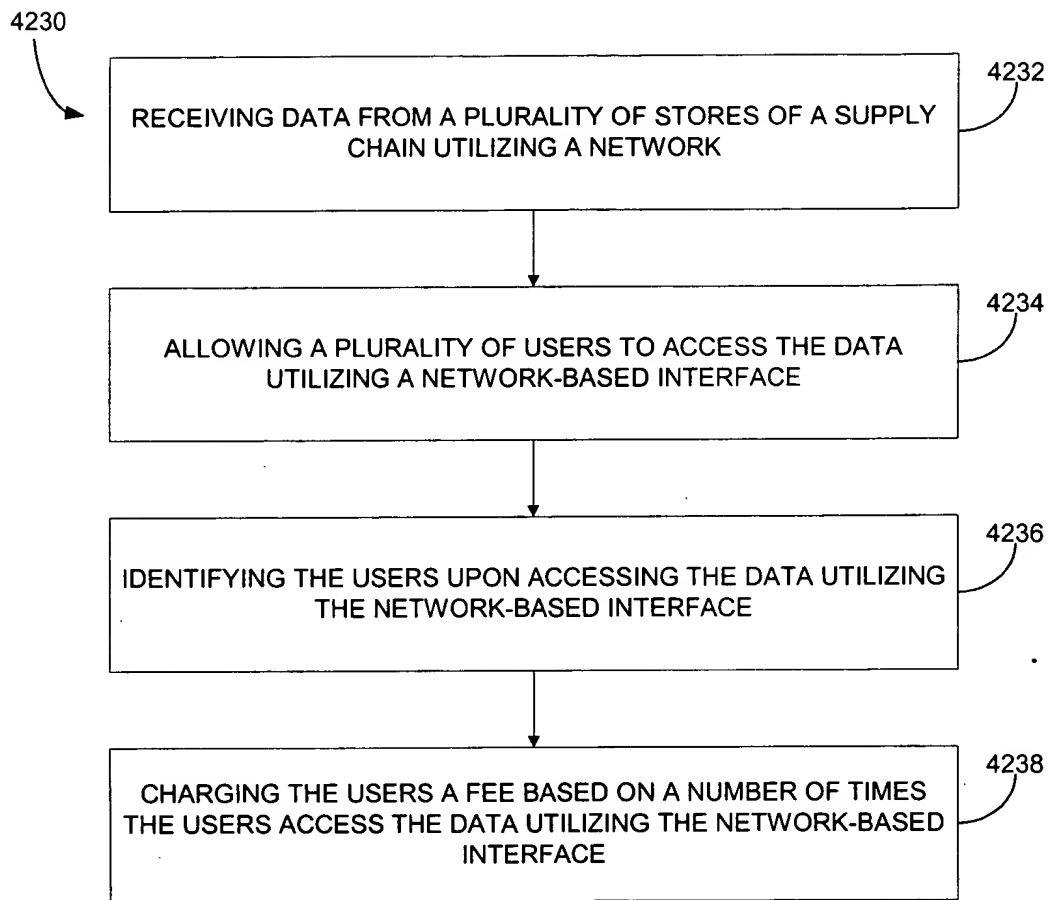 4230
4232
RECEIVING DATA FROM A PLURALITY OF STORES OF A SUPPLY
CHAIN UTILIZING A NETWORK
4234
ALLOWING A PLURALITY OF USERS TO ACCESS THE DATA
UTILIZING A NETWORK-BASED INTERFACE
4236
IDENTIFYING THE USERS UPON ACCESSING THE DATA UTILIZING
THE NETWORK-BASED INTERFACE
4238
CHARGING THE USERS A FEE BASED ON A NUMBER OF TIMES
THE USERS ACCESS THE DATA UTILIZING THE NETWORK-BASED
INTERFACE